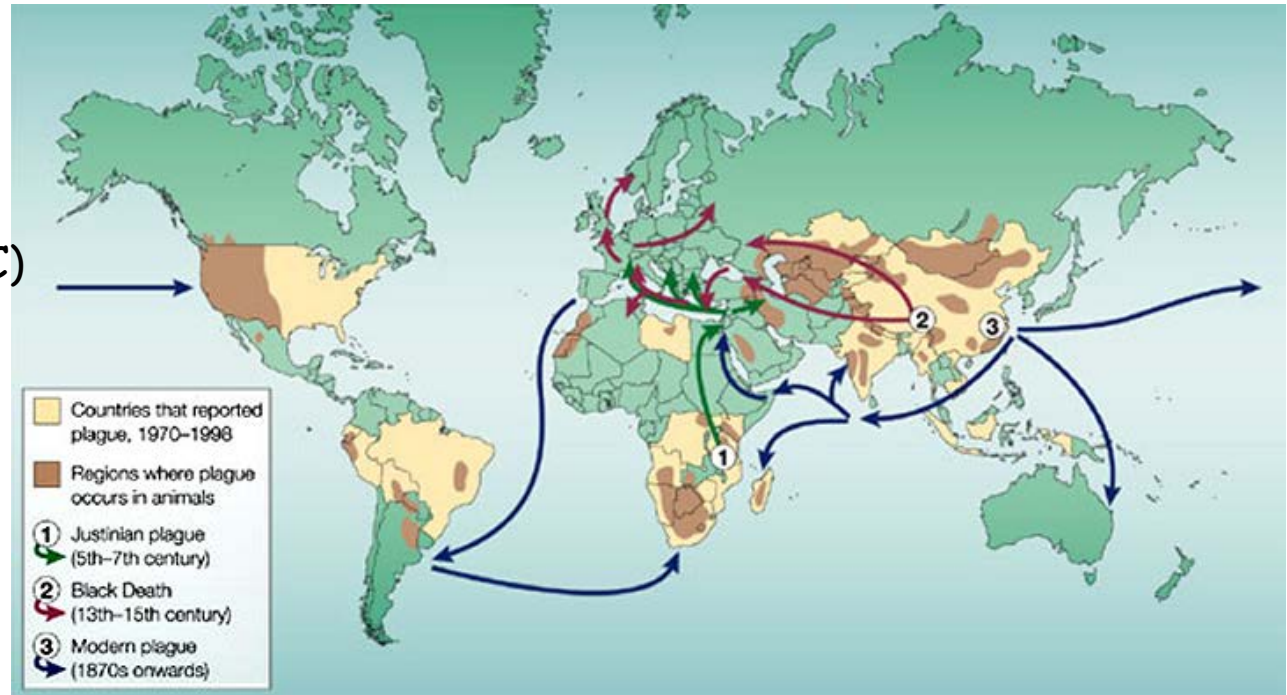 C)
Countries that reported
plague, 1970–1998
Regions where plague
occurs in animals
1 Justinian plague
(5th–7th century)
2 Black Death
(13th–15th century)
3 Modern plague
(1870s onwards)
1
2
3